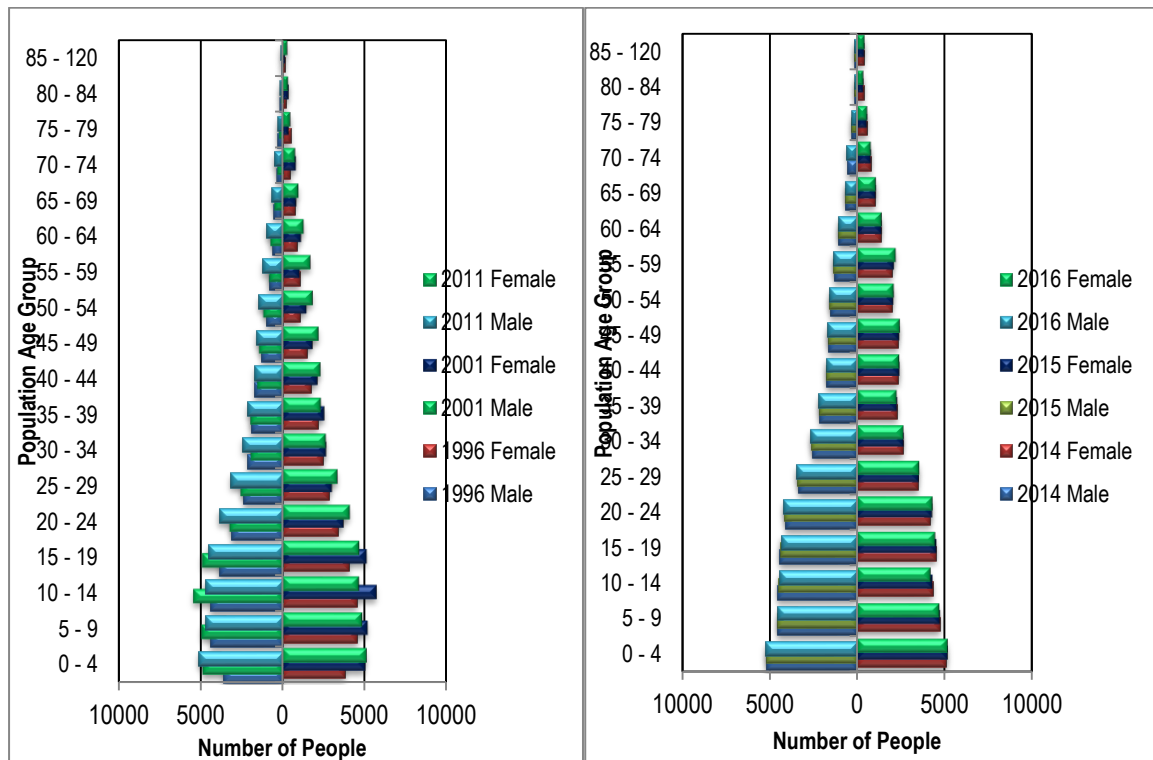 85 - 120
80 - 84
75 - 79
70 - 74
65 - 69
60 - 64
55 - 59
50 - 54
45 - 49
40 - 44
35 - 39
30 - 34
25 - 29
20 - 24
15 - 19
10 - 14
5 - 9
0 - 4
Population Age Group
10000 5000 0 5000 10000
Number of People
2011 Female
2011 Male
2001 Female
2001 Male
1996 Female
1996 Male
85 - 120
80 - 84
75 - 79
70 - 74
65 - 69
60 - 64
55 - 59
50 - 54
45 - 49
40 - 44
35 - 39
30 - 34
25 - 29
20 - 24
15 - 19
10 - 14
5 - 9
0 - 4
Population Age Group
10000 5000 0 5000 10000
Number of People
2016 Female
2016 Male
2015 Female
2015 Male
2014 Female
2014 Male